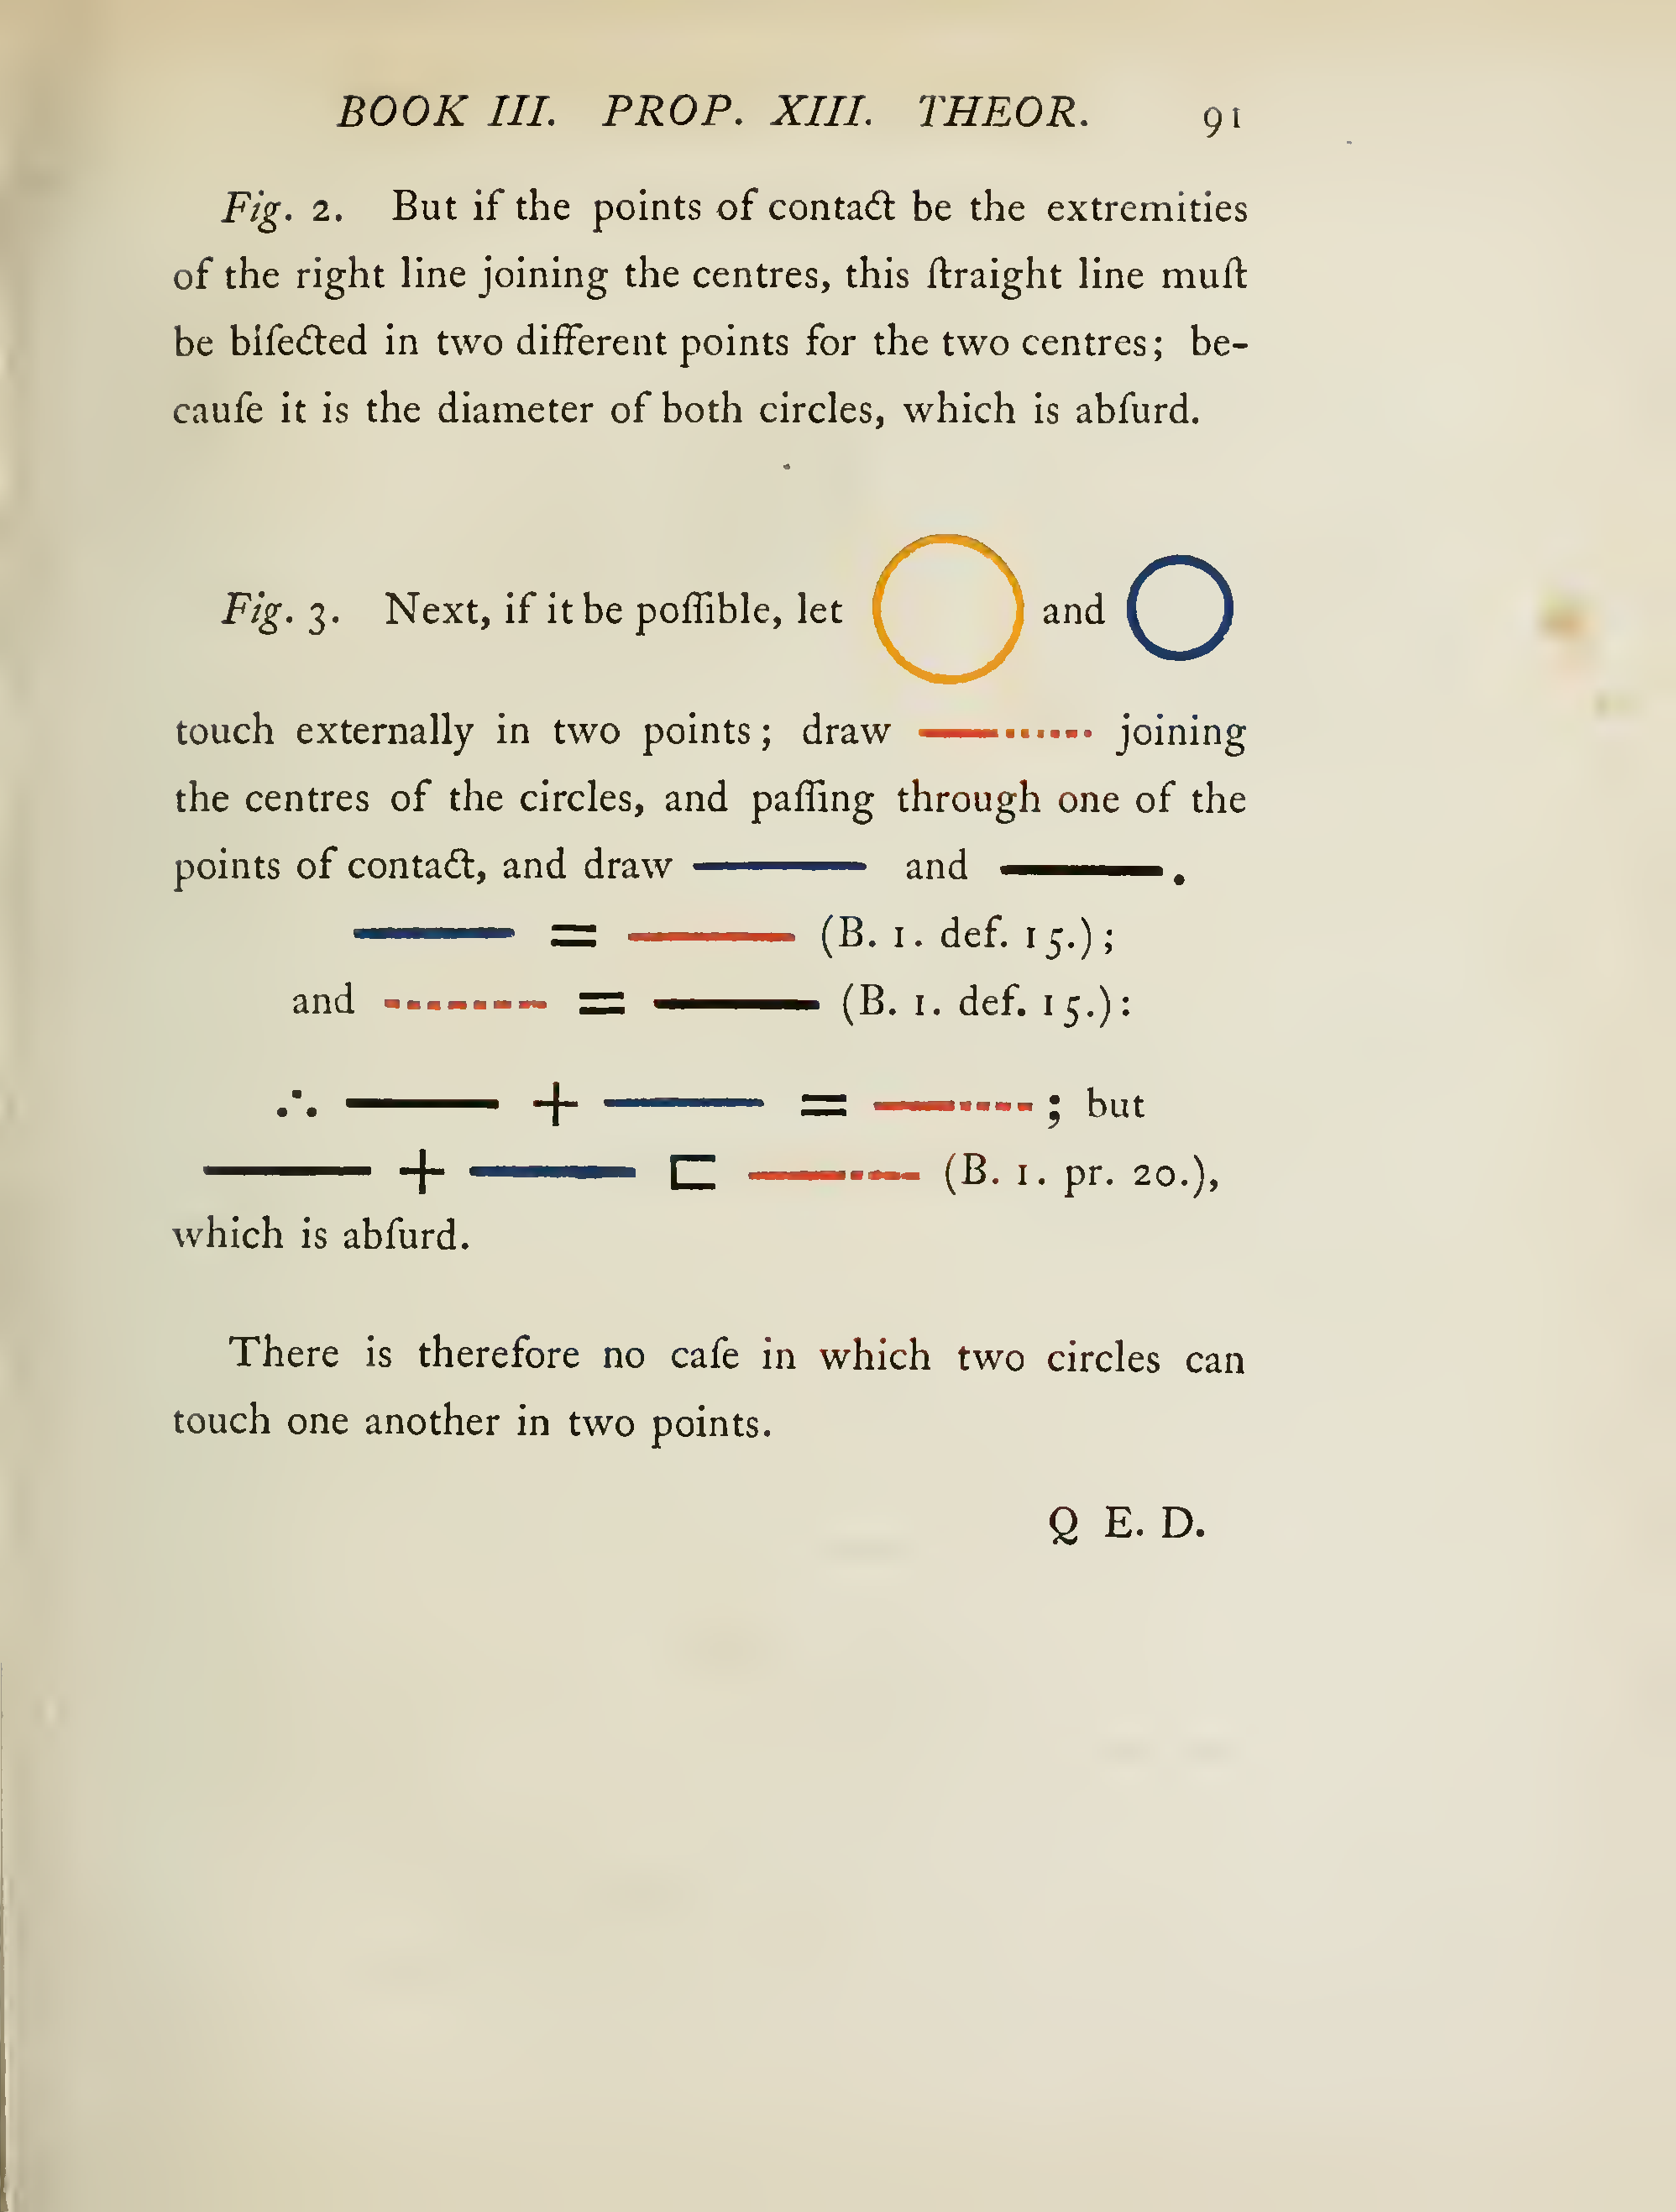 BOOK III. PROP. XIII. THEOR. 91
Fig. 2. But if the points of contact be the extremities
of the right line joining the centres, this ſtraight line muſt
be biſected in two different points for the two centres; be-
cauſe it is the diameter of both circles, which is abſurd.
Fig. 3. Next, if it be poſſible, let and
touch externally in two points; draw joining
the centres of the circles, and paſſing through one of the
points of contact, and draw and .
= (B. 1. def. 15.);
and = (B. 1. def. 15.):
∴ + = ; but
+ ⊏ (B. 1. pr. 20.),
which is abſurd.
There is therefore no caſe in which two circles can
touch one another in two points.
Q E. D.